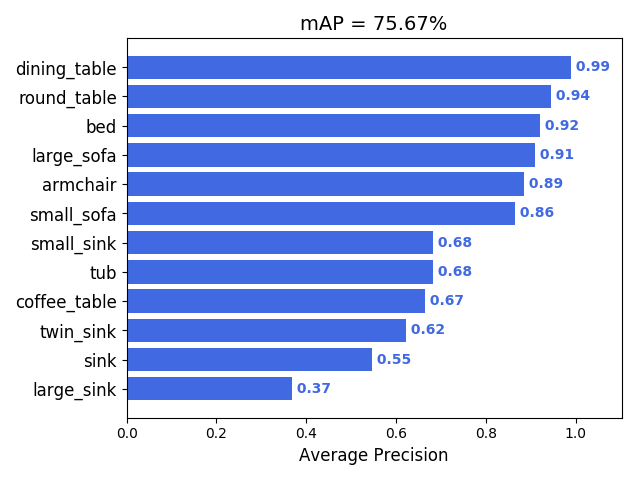 mAP = 75.67%
dining_table 0.99
round_table 0.94
bed 0.92
large_sofa 0.91
armchair 0.89
small_sofa 0.86
small_sink 0.68
tub 0.68
coffee_table 0.67
twin_sink 0.62
sink 0.55
large_sink 0.37
0.0 0.2 0.4 0.6 0.8 1.0
Average Precision